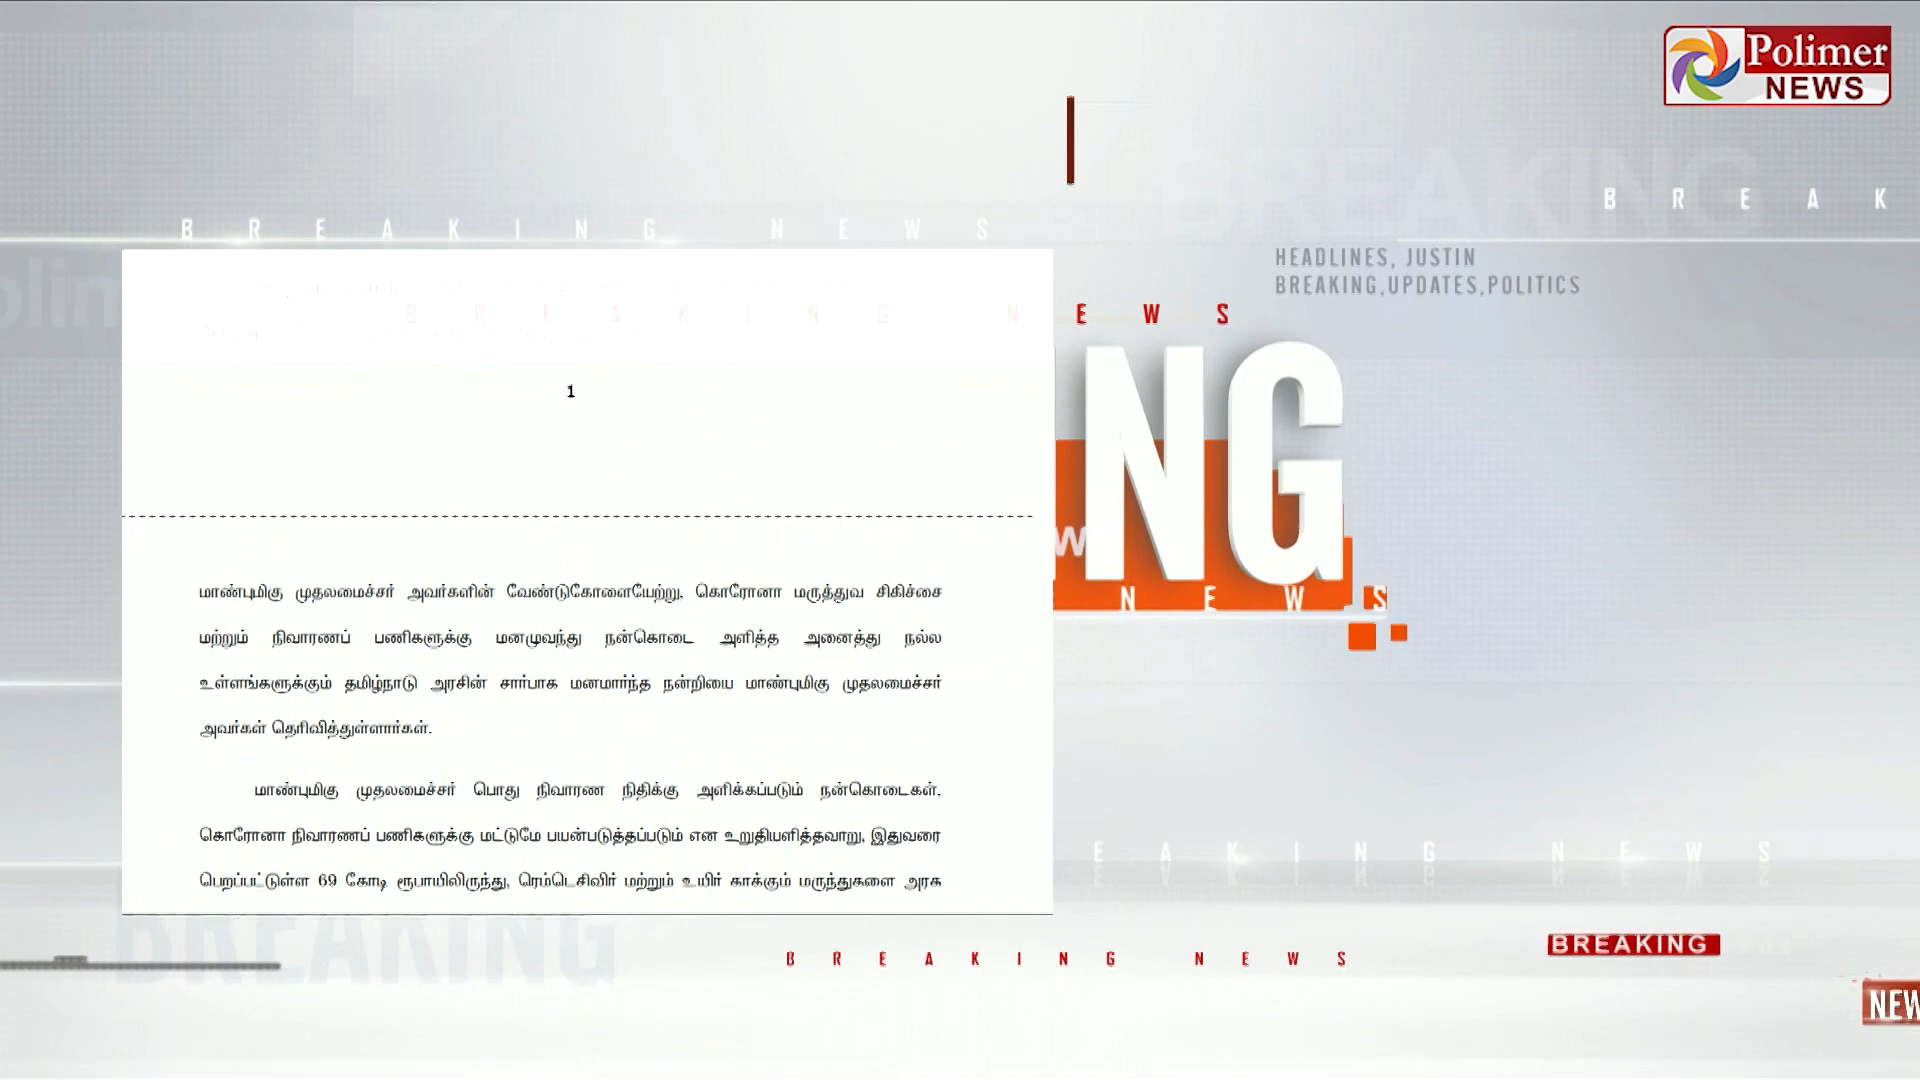 Polimer
NEWS
BREAKING
B R E A K
B R E A K I N G N E W S
HEADLINES, JUSTIN
BREAKING,UPDATES,POLITICS
B R E A K I N G N E W S
NG
1
N E W S
மாண்புமிகு முதலமைச்சர் அவர்களின் வேண்டுகோளையேற்று, கொரோனா மருத்துவ சிகிச்சை
மற்றும் நிவாரணப் பணிகளுக்கு மனமுவந்து நன்கொடை அளித்த அனைத்து நல்ல
உள்ளங்களுக்கும் தமிழ்நாடு அரசின் சார்பாக மனமார்ந்த நன்றியை மாண்புமிகு முதலமைச்சர்
அவர்கள் தெரிவித்துள்ளார்கள்.
மாண்புமிகு முதலமைச்சர் பொது நிவாரண நிதிக்கு அளிக்கப்படும் நன்கொடைகள்,
கொரோனா நிவாரணப் பணிகளுக்கு மட்டுமே பயன்படுத்தப்படும் என உறுதியளித்தவாறு, இதுவரை
பெறப்பட்டுள்ள 69 கோடி ரூபாயிலிருந்து, ரெம்டெசிவிர் மற்றும் உயிர் காக்கும் மருந்துகளை அரசு
E A K I N G N E W S
BREAKING
BREAKING
B R E A K I N G N E W S
NEW